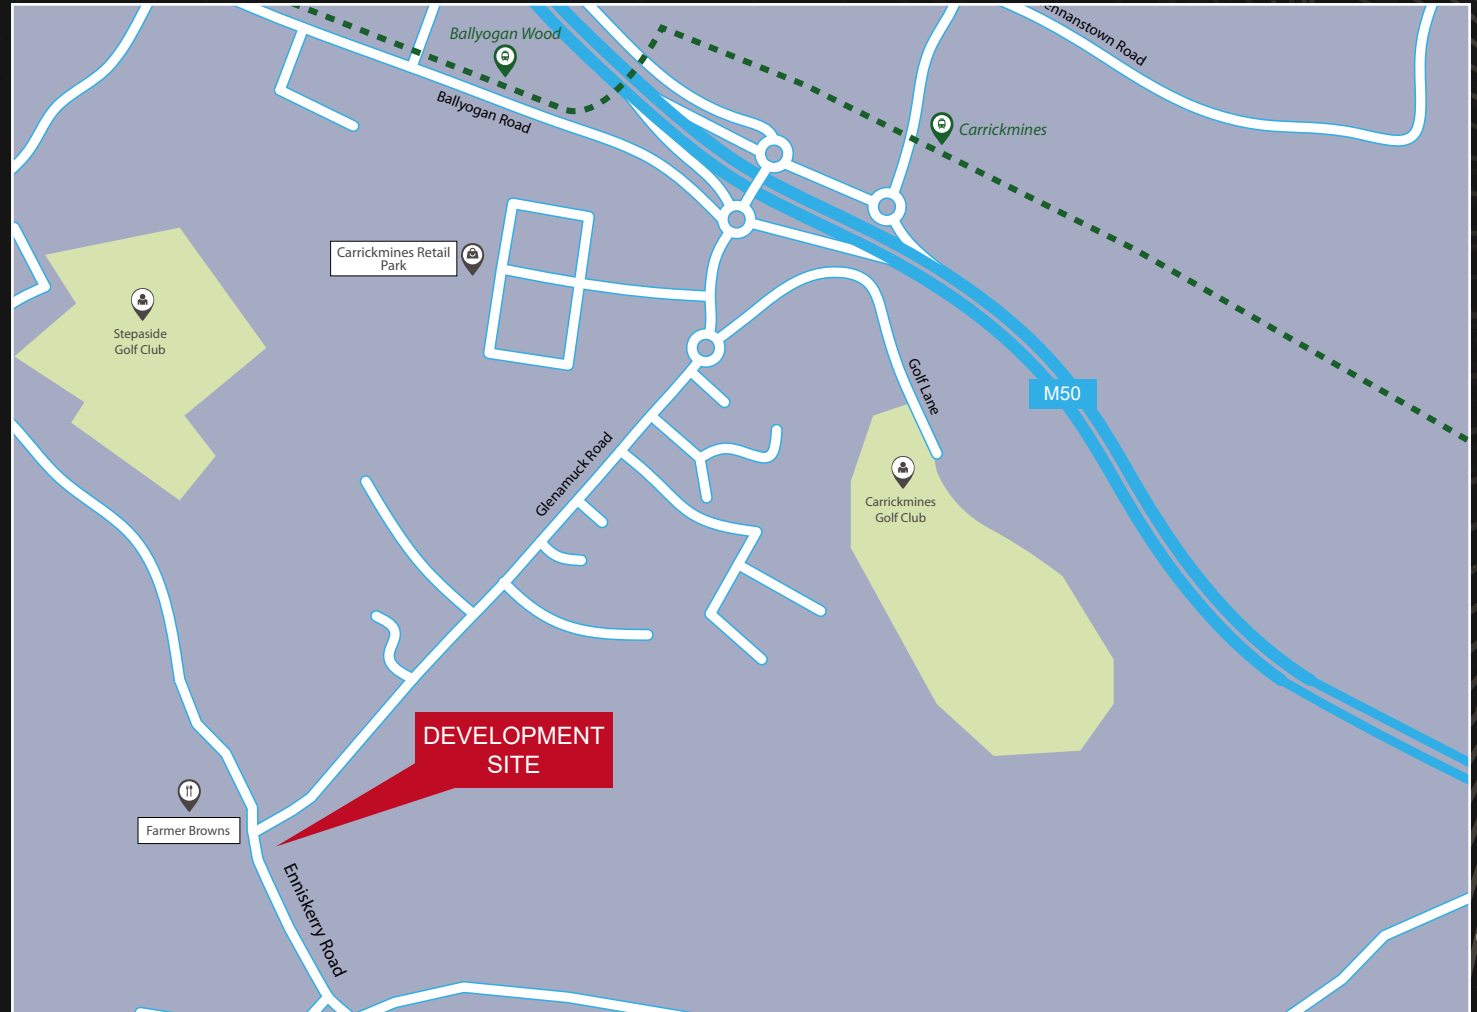 ennanstown Road
Ballyogan Wood
Ballyogan Road
Carrickmines
Carrickmines Retail
Park
Stepaside
Golf Club
Golf Lane
M50
Glenamuck Road
Carrickmines
Golf Club
DEVELOPMENT
SITE
Farmer Browns
Enniskerry Road